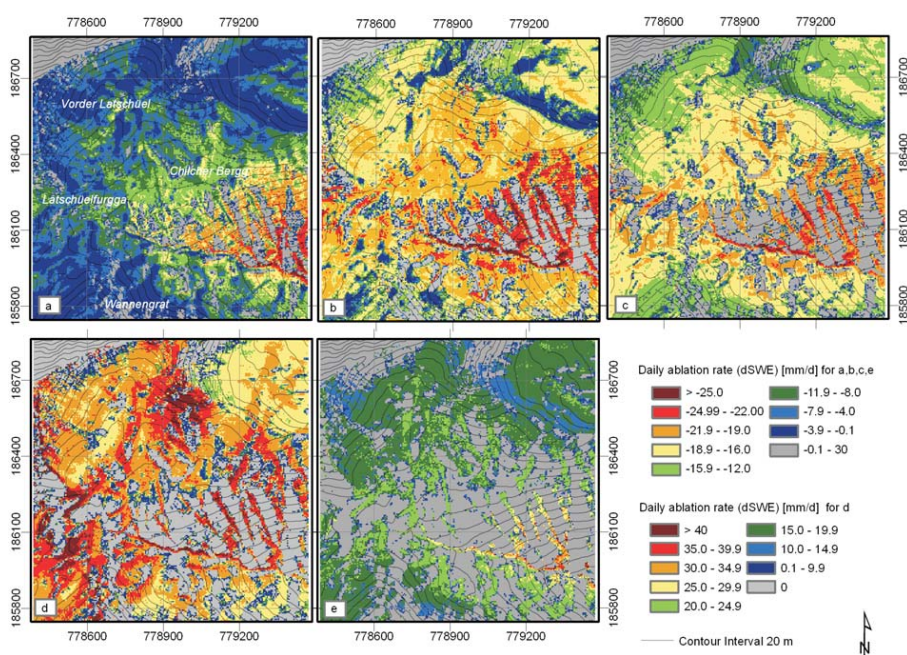 778600 778900 779200
778600 778900 779200
186700
186400
186100
185800
Vorder Latschüel
Chilcher Berga
Latschüelfurgga
Wannengrat
a
b
c
186700
186400
186100
185800
d
e
186700
186400
186100
185800
778600 778900 779200
778600 778900 779200
Daily ablation rate (dSWE) [mm/d] for a,b,c,e
> -25.0
-24.99 - -22.00
-21.9 - -19.0
-18.9 - -16.0
-15.9 - -12.0
-11.9 - -8.0
-7.9 - -4.0
-3.9 - -0.1
-0.1 - 30
Daily ablation rate (dSWE) [mm/d] for d
> 40
35.0 - 39.9
30.0 - 34.9
25.0 - 29.9
20.0 - 24.9
15.0 - 19.9
10.0 - 14.9
0.1 - 9.9
0
Contour Interval 20 m
N